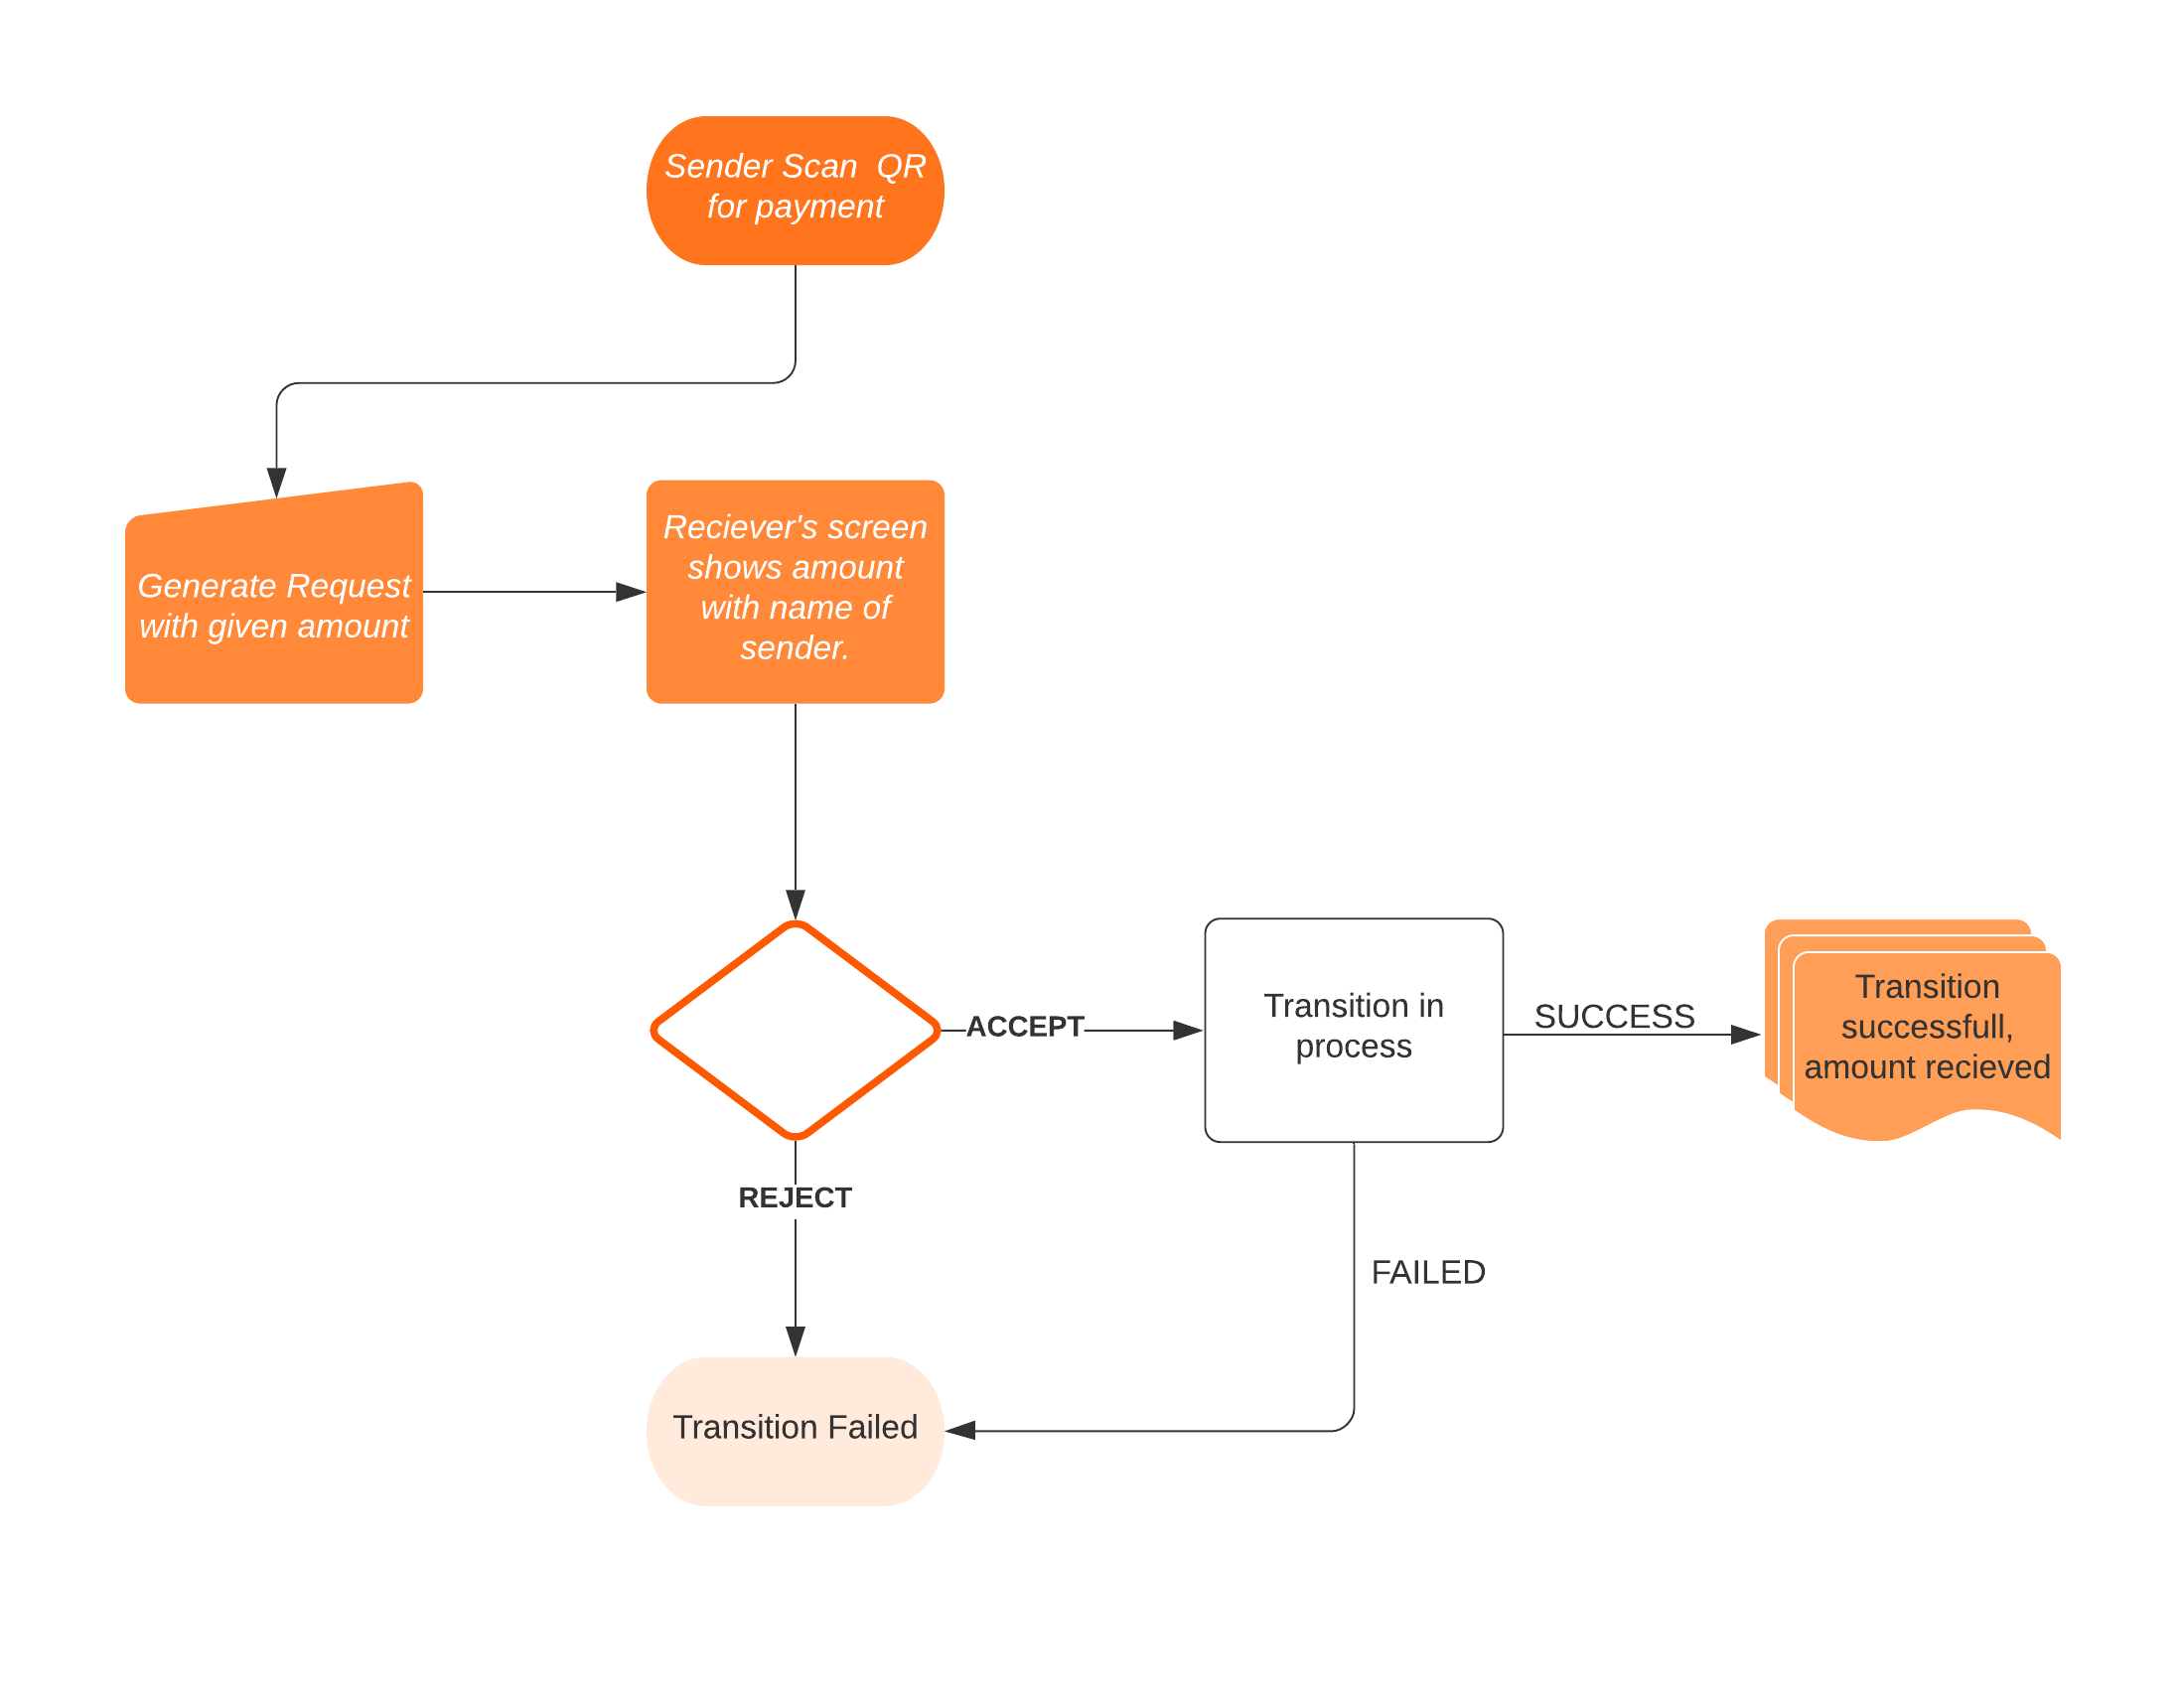 Sender Scan  QR
for payment
Generate Request
with given amount
Reciever's screen
shows amount
with name of
sender.
ACCEPT
Transition in
process
SUCCESS
Transition
successfull,
amount recieved
REJECT
FAILED
Transition Failed